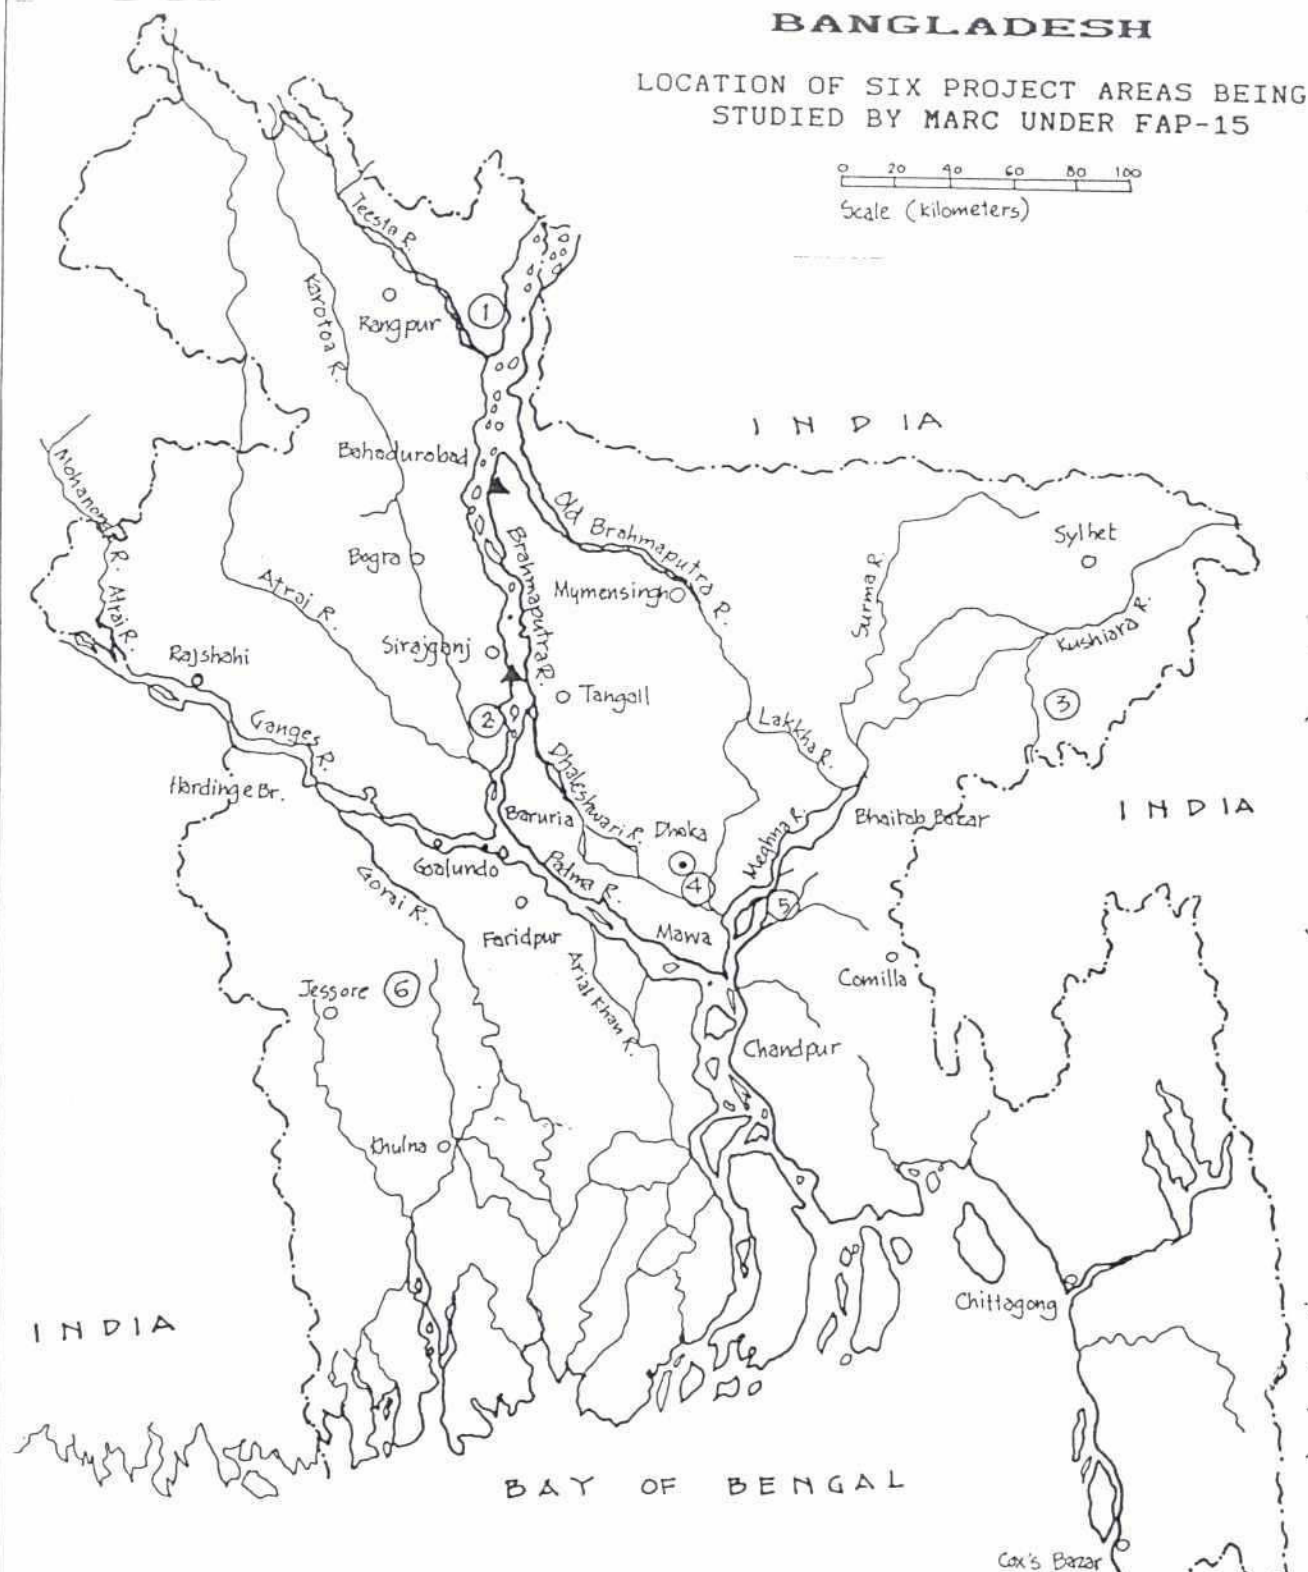 BANGLADESH
LOCATION OF SIX PROJECT AREAS BEING
STUDIED BY MARC UNDER FAP-15
0 20 40 60 80 100
Scale (kilometers)
Teesta R.
Karotoa R.
1
Rangpur
INDIA
Bahadurabad
Mohananda R.
Old Brahmaputra R.
Sylhet
Bogra
Brahmaputra R.
Atrai R.
Mymensingh
Surma R.
Atrai R.
Kushiara R.
Rajshahi
Sirajganj
Tangail
3
2
Lakkha R.
Ganges R.
Dhaleshwari R.
Hardinge Br.
INDIA
Baruria
Dhaka
Meghna R.
Bhairab Bazar
Goalundo
Padma R.
4
Gorai R.
5
Faridpur
Mawa
Arial Khan R.
Comilla
Jessore
6
Chandpur
Khulna
Chittagong
INDIA
BAY OF BENGAL
Cox's Bazar